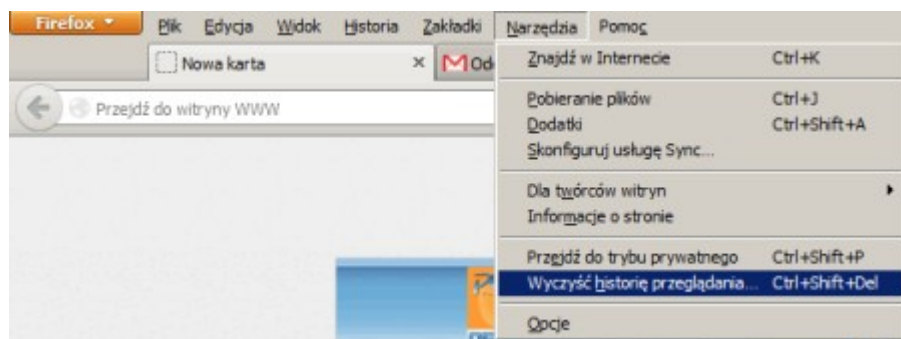 Firefox Plik Edycja Widok Historia Zakładki Narzędzia Pomoc
Nowa karta
Przejdź do witryny WWW
Znajdź w Internecie Ctrl+K
Pobieranie plików Ctrl+J
Dodatki Ctrl+Shift+A
Skonfiguruj usługę Sync...
Dla twórców witryn
Informacje o stronie
Przejdź do trybu prywatnego Ctrl+Shift+P
Wyczyść historię przeglądania... Ctrl+Shift+Del
Opcje